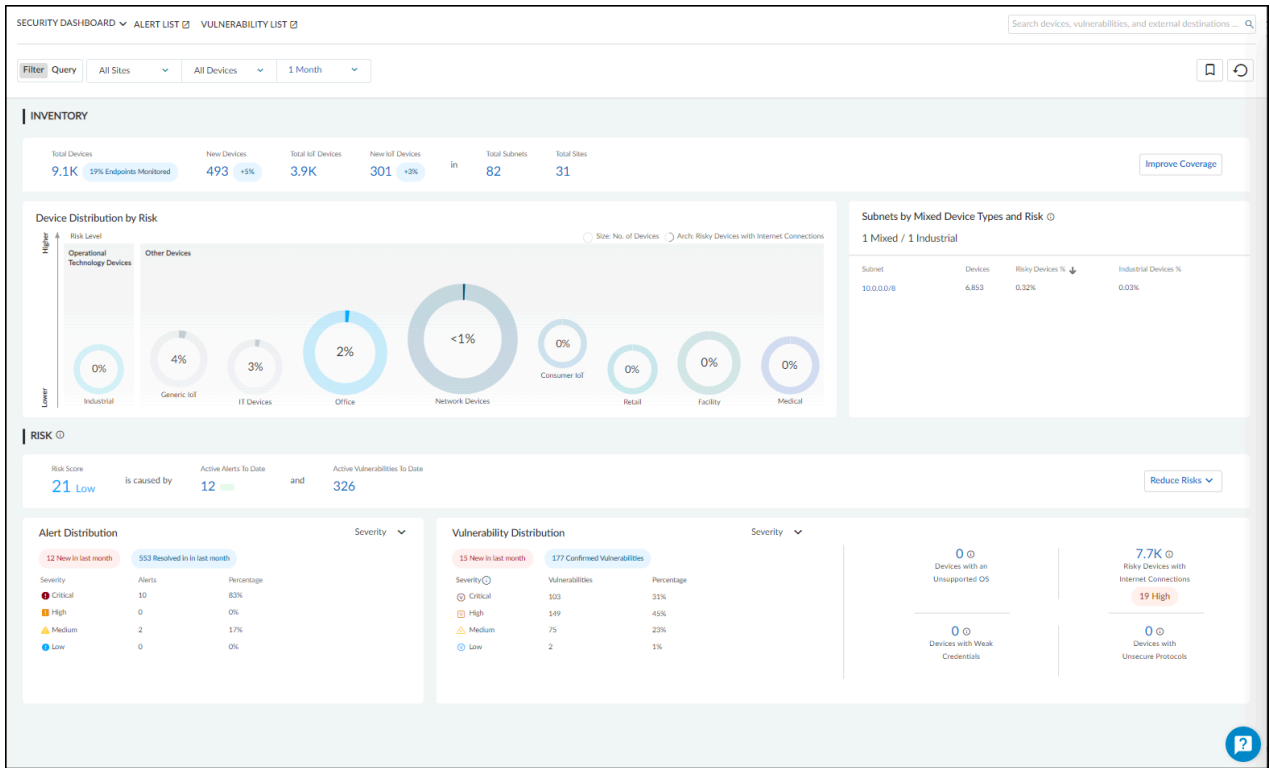 SECURITY DASHBOARD ALERT LIST VULNERABILITY LIST
Search devices, vulnerabilities, and external destinations ...
Filter Query All Sites All Devices 1 Month
INVENTORY
Total Devices New Devices Total IoT Devices New IoT Devices Total Subnets Total Sites
9.1K 19% Endpoints Monitored 493 +5% 3.9K 301 +3% in 82 31
Improve Coverage
Device Distribution by Risk
Higher
Risk Level
Size: No. of Devices Arch: Risky Devices with Internet Connections
Operational
Technology Devices
Other Devices
0%
4%
3%
2%
<1%
0%
0%
0%
0%
Lower
Industrial
Generic IoT
IT Devices
Office
Network Devices
Consumer IoT
Retail
Facility
Medical
Subnets by Mixed Device Types and Risk
1 Mixed / 1 Industrial
Subnet Devices Risky Devices % Industrial Devices %
10.0.0.0/8 6,853 0.32% 0.03%
RISK
Risk Score Active Alerts To Date Active Vulnerabilities To Date
21 Low is caused by 12 and 326
Reduce Risks
Alert Distribution Severity
12 New in last month 553 Resolved in in last month
Severity Alerts Percentage
Critical 10 83%
High 0 0%
Medium 2 17%
Low 0 0%
Vulnerability Distribution Severity
15 New in last month 177 Confirmed Vulnerabilities
Severity Vulnerabilities Percentage
Critical 103 31%
High 149 45%
Medium 75 23%
Low 2 1%
0
Devices with an
Unsupported OS
7.7K
Risky Devices with
Internet Connections
19 High
0
Devices with Weak
Credentials
0
Devices with
Unsecure Protocols